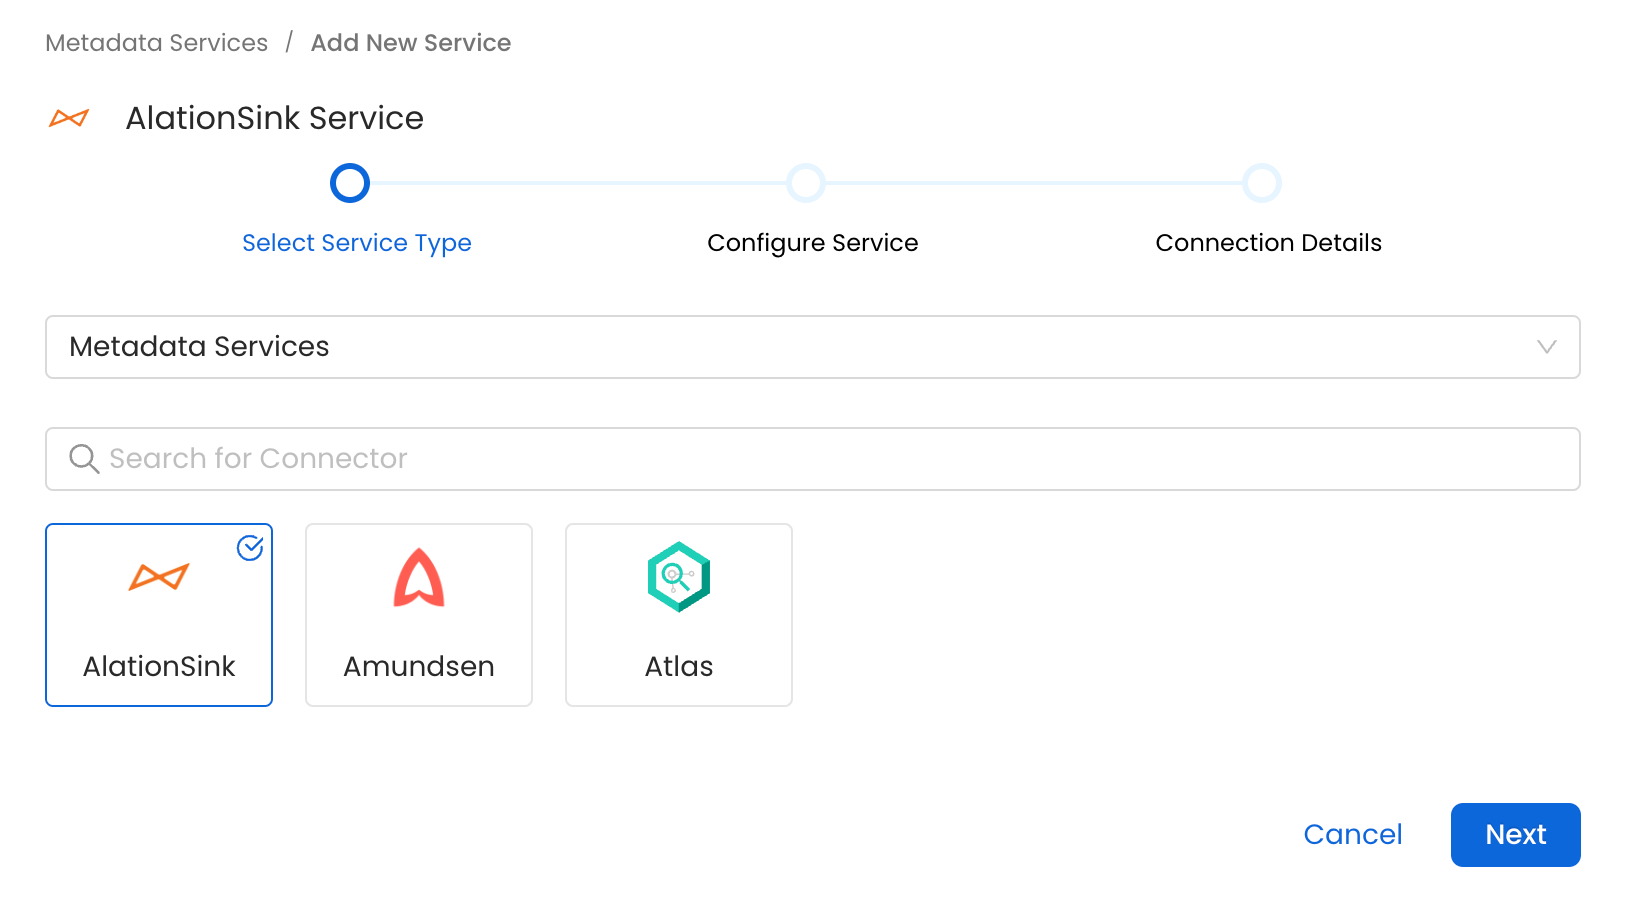 Metadata Services / Add New Service
AlationSink Service
Select Service Type
Configure Service
Connection Details
Metadata Services
Search for Connector
AlationSink
Amundsen
Atlas
Cancel
Next